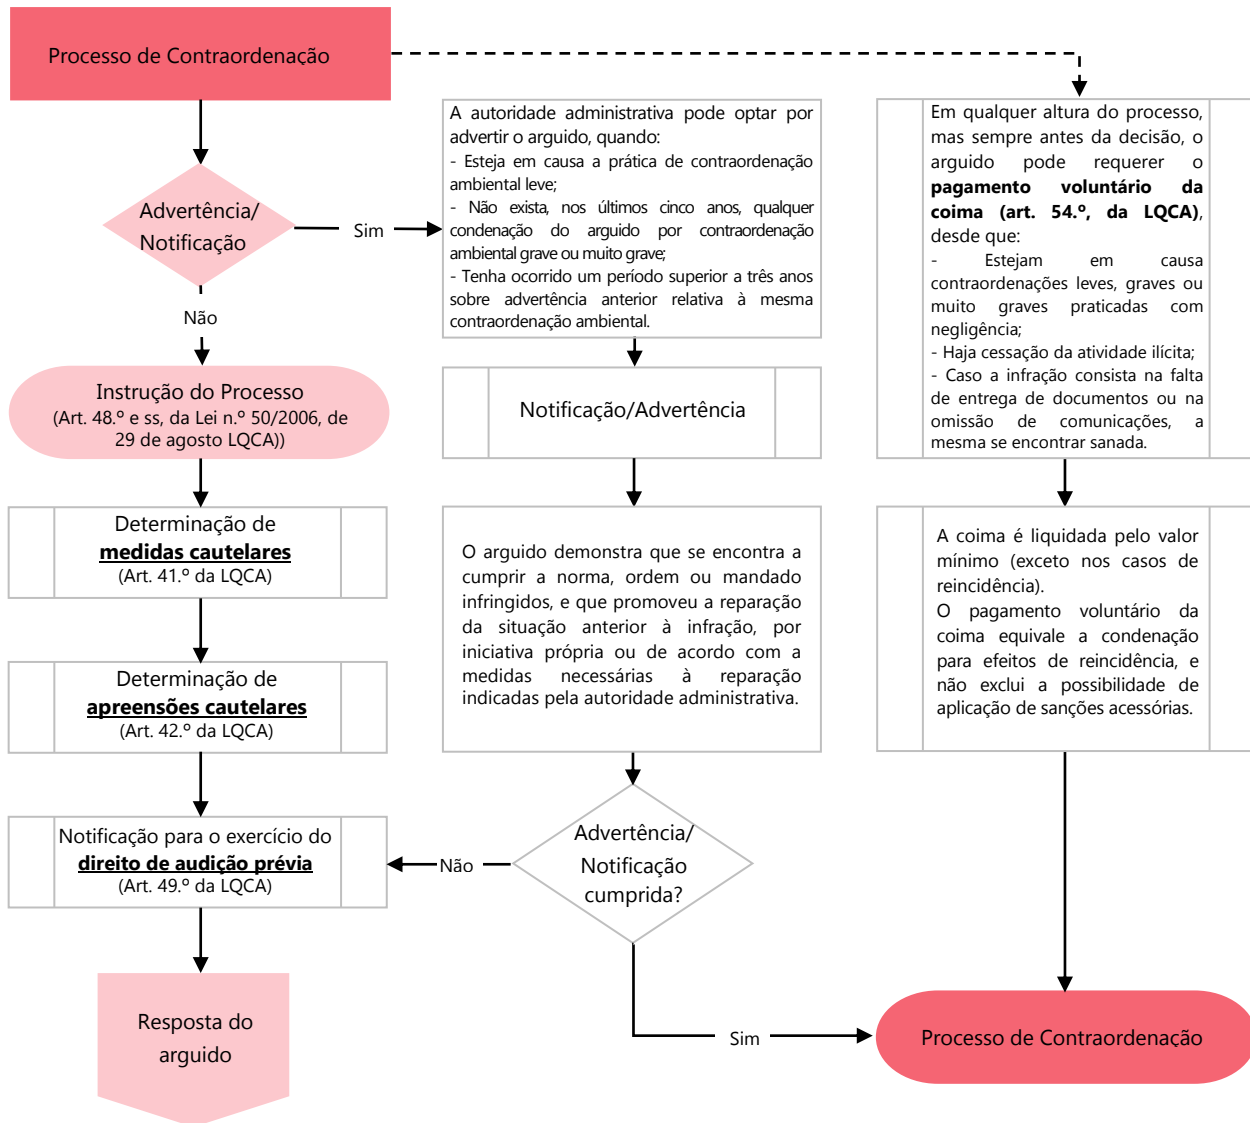 Processo de Contraordenação
Advertência/
Notificação
Sim
Não
A autoridade administrativa pode optar por
advertir o arguido, quando:
- Esteja em causa a prática de contraordenação
ambiental leve;
- Não exista, nos últimos cinco anos, qualquer
condenação do arguido por contraordenação
ambiental grave ou muito grave;
- Tenha ocorrido um período superior a três anos
sobre advertência anterior relativa à mesma
contraordenação ambiental.
Em qualquer altura do processo,
mas sempre antes da decisão, o
arguido pode requerer o
pagamento voluntário da
coima (art. 54.º, da LQCA),
desde que:
- Estejam em causa
contraordenações leves, graves ou
muito graves praticadas com
negligência;
- Haja cessação da atividade ilícita;
- Caso a infração consista na falta
de entrega de documentos ou na
omissão de comunicações, a
mesma se encontrar sanada.
Instrução do Processo
(Art. 48.º e ss, da Lei n.º 50/2006, de
29 de agosto LQCA))
Notificação/Advertência
Determinação de
medidas cautelares
(Art. 41.º da LQCA)
O arguido demonstra que se encontra a
cumprir a norma, ordem ou mandado
infringidos, e que promoveu a reparação
da situação anterior à infração, por
iniciativa própria ou de acordo com a
medidas necessárias à reparação
indicadas pela autoridade administrativa.
A coima é liquidada pelo valor
mínimo (exceto nos casos de
reincidência).
O pagamento voluntário da
coima equivale a condenação
para efeitos de reincidência, e
não exclui a possibilidade de
aplicação de sanções acessórias.
Determinação de
apreensões cautelares
(Art. 42.º da LQCA)
Notificação para o exercício do
direito de audição prévia
(Art. 49.º da LQCA)
Não
Advertência/
Notificação
cumprida?
Resposta do
arguido
Sim
Processo de Contraordenação